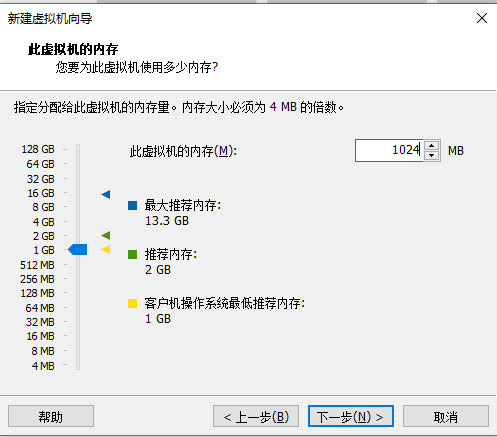 新建虚拟机向导
此虚拟机的内存
您要为此虚拟机使用多少内存?
指定分配给此虚拟机的内存量。内存大小必须为 4 MB 的倍数。
128 GB
64 GB
32 GB
16 GB
8 GB
4 GB
2 GB
1 GB
512 MB
256 MB
128 MB
64 MB
32 MB
16 MB
8 MB
4 MB
此虚拟机的内存(M):
1024 MB
最大推荐内存:
13.3 GB
推荐内存:
2 GB
客户机操作系统最低推荐内存:
1 GB
帮助
< 上一步(B)
下一步(N) >
取消